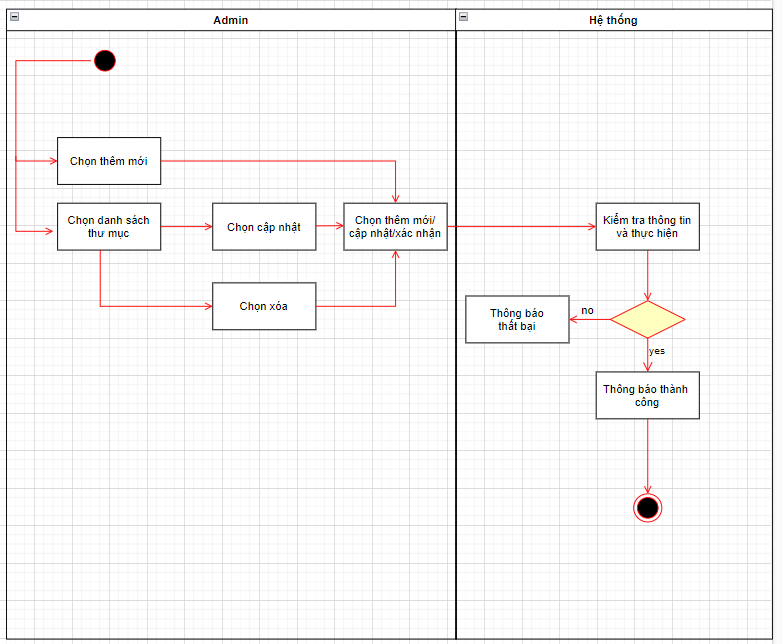 Admin
Hệ thống
Chọn thêm mới
Chọn danh sách
thư mục
Chọn cập nhật
Chọn thêm mới/
cập nhật/xác nhận
Kiểm tra thông tin
và thực hiện
Chọn xóa
Thông báo
thất bại
no
yes
Thông báo thành
công